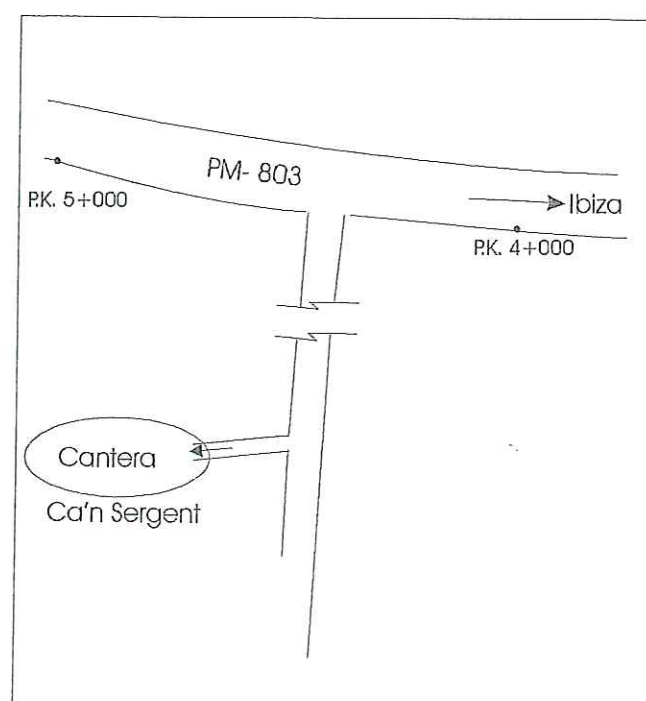 PM- 803
P.K. 5+000
Ibiza
P.K. 4+000
Cantera
Ca'n Sergent